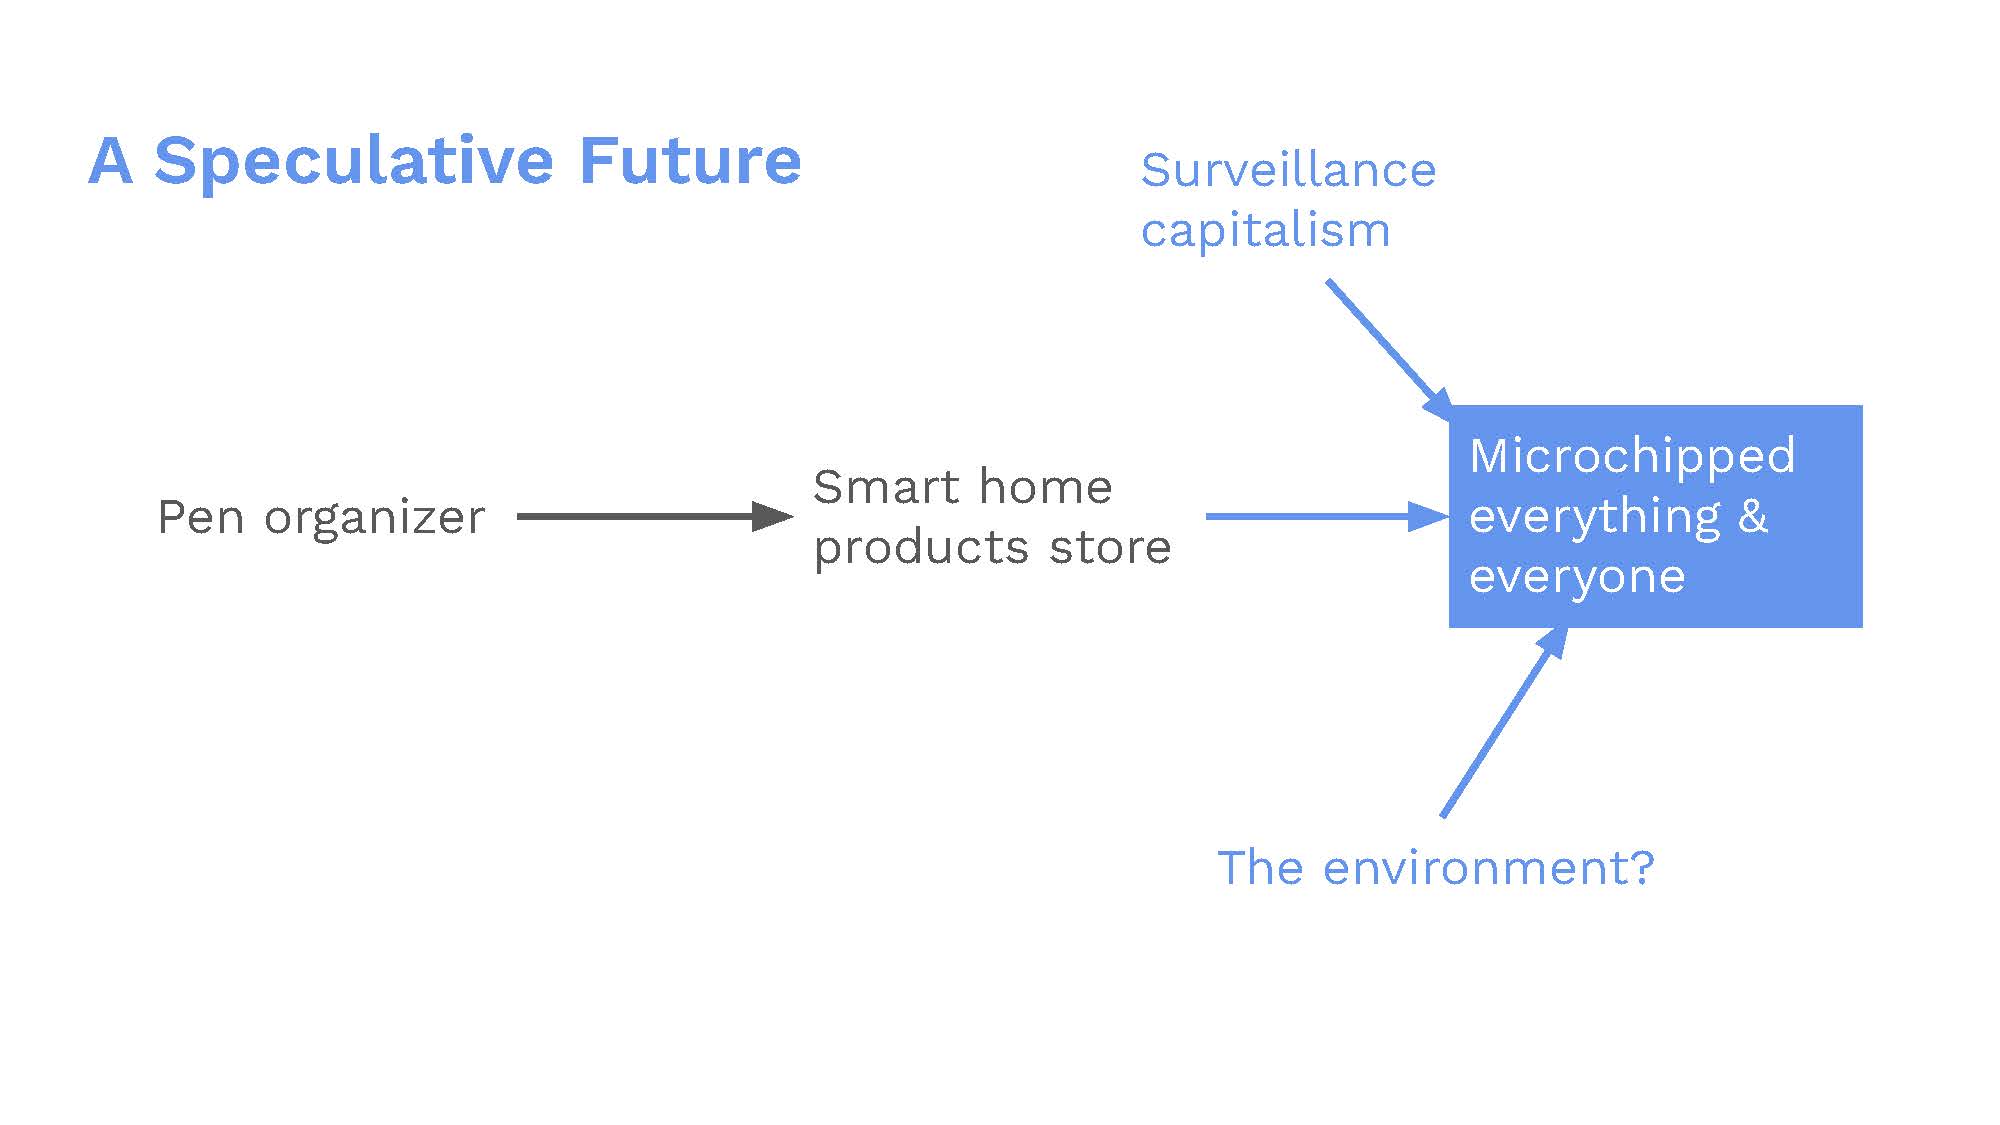 A Speculative Future
Surveillance
capitalism
Pen organizer
Smart home
products store
Microchipped
everything &
everyone
The environment?